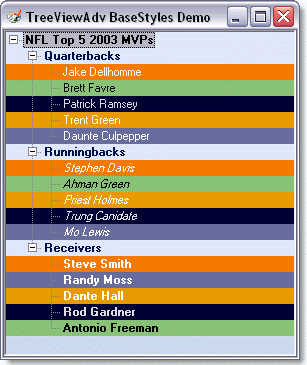 TreeViewAdv BaseStyles Demo
NFL Top 5 2003 MVPs
Quarterbacks
Jake Dellhomme
Brett Favre
Patrick Ramsey
Trent Green
Daunte Culpepper
Runningbacks
Stephen Davis
Ahman Green
Priest Holmes
Trung Canidate
Mo Lewis
Receivers
Steve Smith
Randy Moss
Dante Hall
Rod Gardner
Antonio Freeman